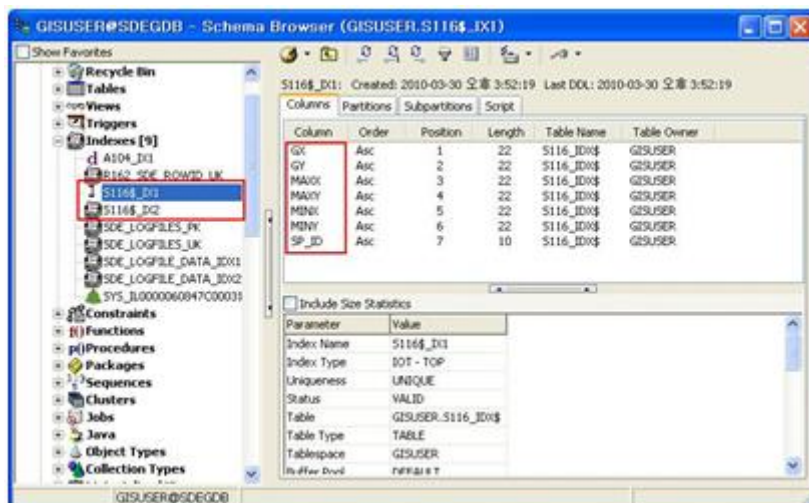 GISUSER@SDEGDB - Schema Browser (GISUSER.S116$_IX1)
Show Favorites
Recycle Bin
Tables
Views
Triggers
Indexes [9]
A104_IX1
R162_SDE_ROWID_UK
S116$_IX1
S116$_IX2
SDE_LOGFILES_PK
SDE_LOGFILES_UK
SDE_LOGFILE_DATA_IDX1
SDE_LOGFILE_DATA_IDX2
Constraints
Functions
Procedures
Packages
Sequences
Clusters
Jobs
Java
Object Types
Collection Types
S116$_IX1: Created: 2010-03-30 오후 3:52:19 Last DDL: 2010-03-30 오후 3:52:19
Columns Partitions Subpartitions Script
Column Order Position Length Table Name Table Owner
GX Asc 1 22 S116_IDX$ GISUSER
GY Asc 2 22 S116_IDX$ GISUSER
MAXX Asc 3 22 S116_IDX$ GISUSER
MAXY Asc 4 22 S116_IDX$ GISUSER
MINX Asc 5 22 S116_IDX$ GISUSER
MINY Asc 6 22 S116_IDX$ GISUSER
SP_ID Asc 7 10 S116_IDX$ GISUSER
Include Size Statistics
Parameter Value
Index Name S116$_IX1
Index Type IOT - TOP
Uniqueness UNIQUE
Status VALID
Table GISUSER.S116_IDX$
Table Type TABLE
Tablespace GISUSER
Buffer Pool DEFAULT
GISUSER@SDEGDB